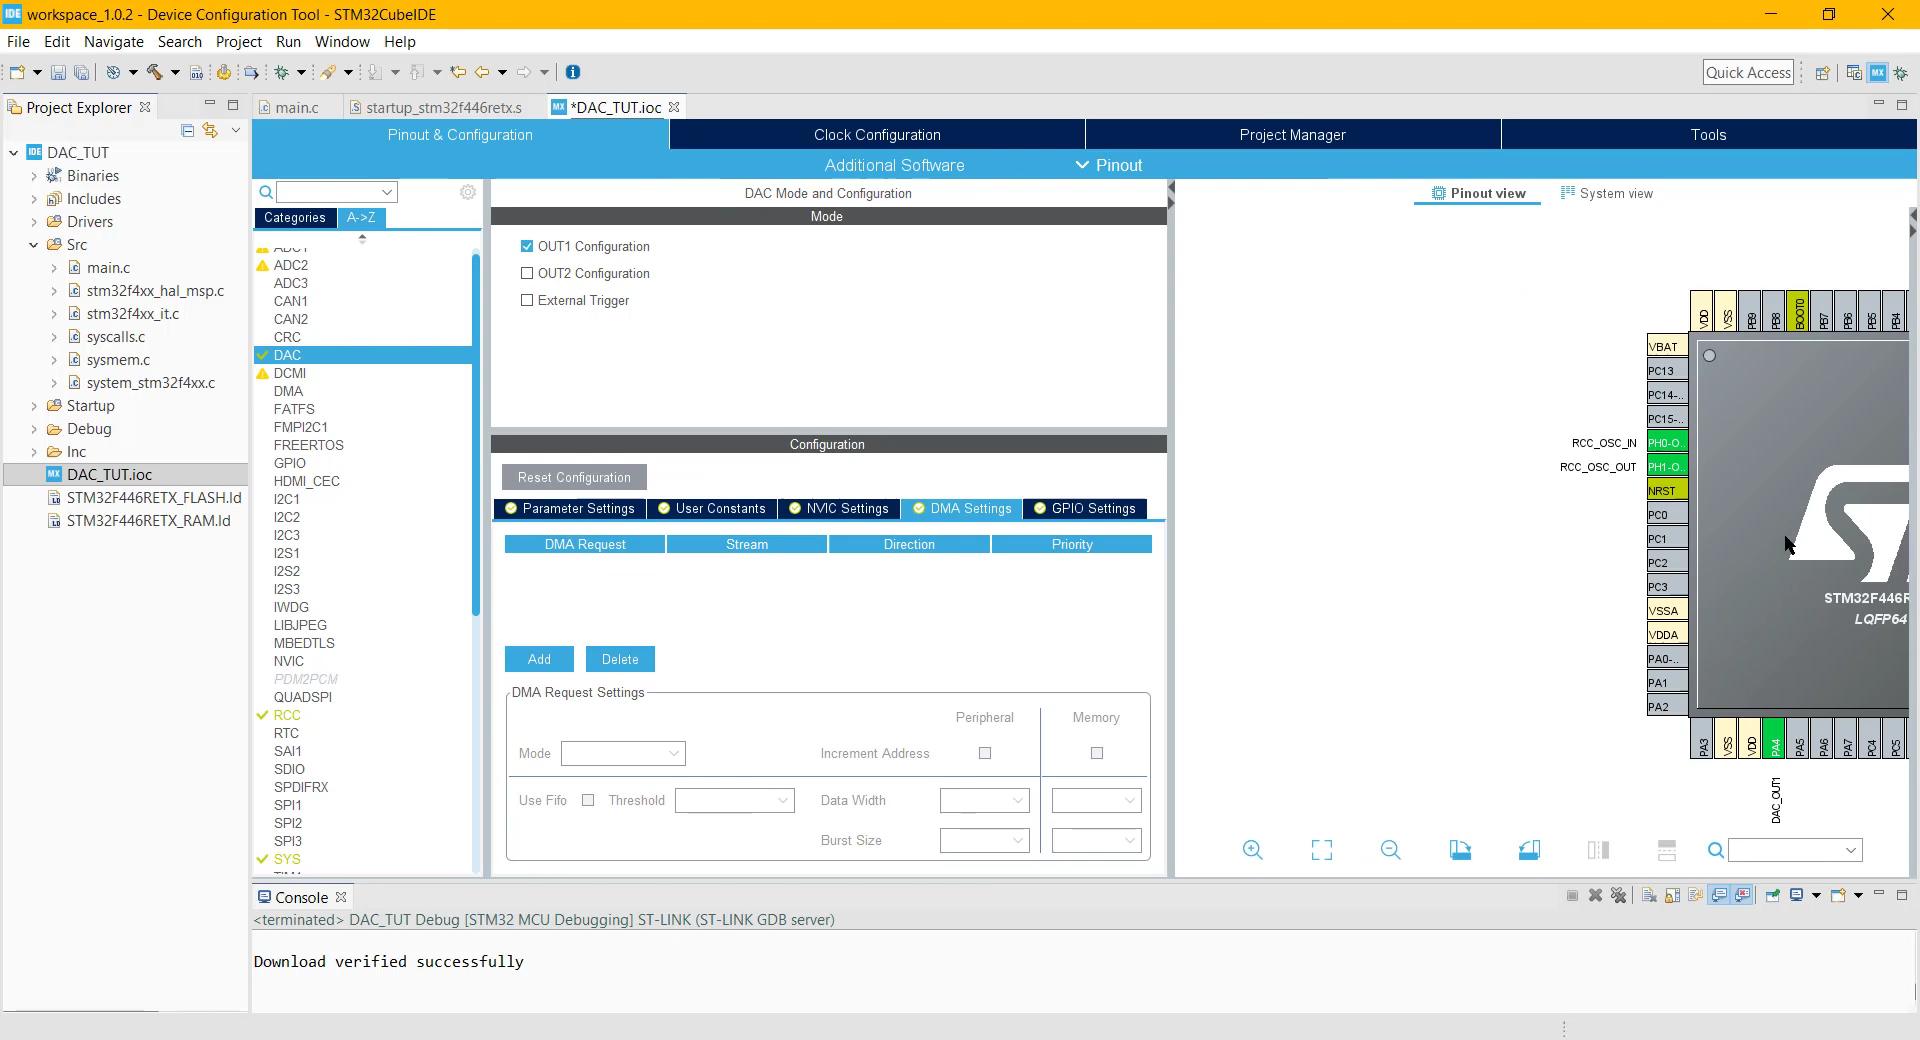 IDE workspace_1.0.2 - Device Configuration Tool - STM32CubeIDE
File Edit Navigate Search Project Run Window Help
Quick Access
Project Explorer
main.c
startup_stm32f446retx.s
*DAC_TUT.ioc
Pinout & Configuration
Clock Configuration
Project Manager
Tools
Additional Software
Pinout
DAC_TUT
Binaries
Includes
Drivers
Src
main.c
stm32f4xx_hal_msp.c
stm32f4xx_it.c
syscalls.c
sysmem.c
system_stm32f4xx.c
Startup
Debug
Inc
DAC_TUT.ioc
STM32F446RETX_FLASH.ld
STM32F446RETX_RAM.ld
Categories A->Z
ADC1
ADC2
ADC3
CAN1
CAN2
CRC
DAC
DCMI
DMA
FATFS
FMPI2C1
FREERTOS
GPIO
HDMI_CEC
I2C1
I2C2
I2C3
I2S1
I2S2
I2S3
IWDG
LIBJPEG
MBEDTLS
NVIC
PDM2PCM
QUADSPI
RCC
RTC
SAI1
SDIO
SPDIFRX
SPI1
SPI2
SPI3
SYS
DAC Mode and Configuration
Mode
OUT1 Configuration
OUT2 Configuration
External Trigger
Configuration
Reset Configuration
Parameter Settings User Constants NVIC Settings DMA Settings GPIO Settings
DMA Request Stream Direction Priority
Add Delete
DMA Request Settings
Peripheral Memory
Mode Increment Address
Use Fifo Threshold Data Width
Burst Size
Pinout view System view
VDD VSS PB9 PB8 BOOT0 PB7 PB6 PB5 PB4
VBAT
PC13
PC14-..
PC15-..
RCC_OSC_IN PH0-O..
RCC_OSC_OUT PH1-O..
NRST
PC0
PC1
PC2
PC3
VSSA
VDDA
PA0-..
PA1
PA2
STM32F446R
LQFP64
PA3 VSS VDD PA4 PA5 PA6 PA7 PC4 PC5
DAC_OUT1
Console
<terminated> DAC_TUT Debug [STM32 MCU Debugging] ST-LINK (ST-LINK GDB server)
Download verified successfully